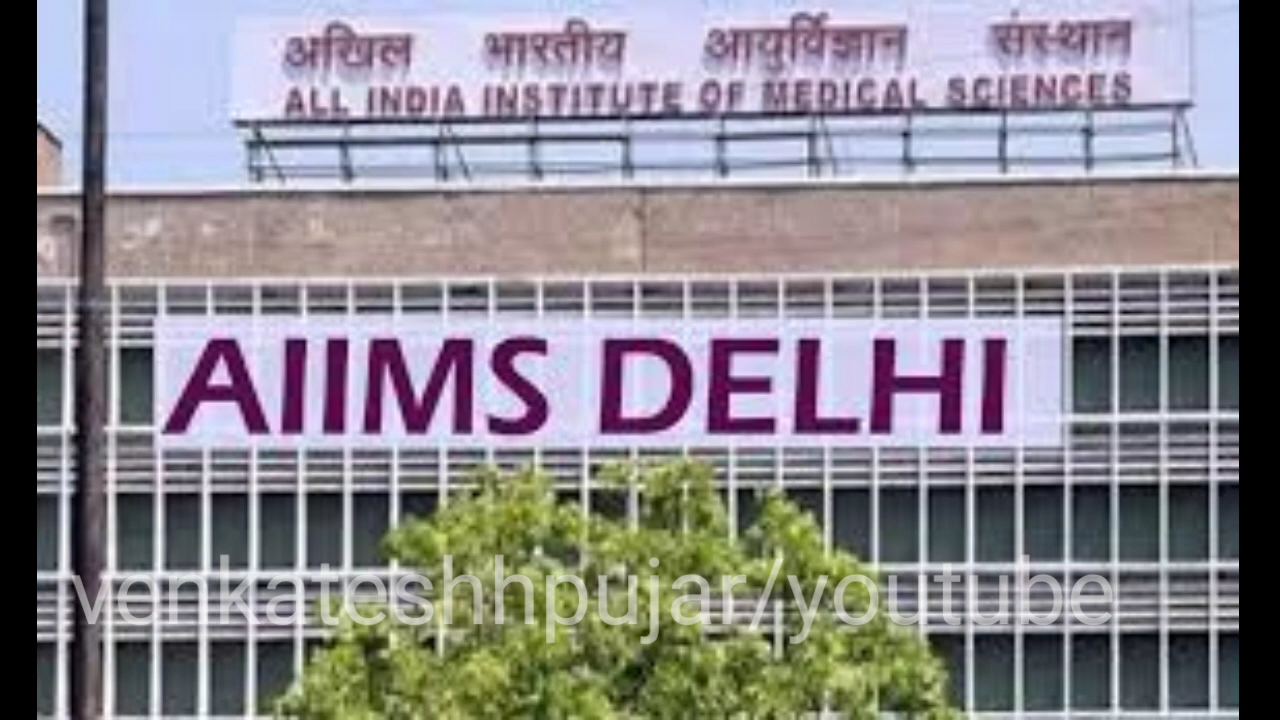 अखिल भारतीय आयुर्विज्ञान संस्थान
ALL INDIA INSTITUTE OF MEDICAL SCIENCES
AIIMS DELHI
venkateshhpujar/youtube